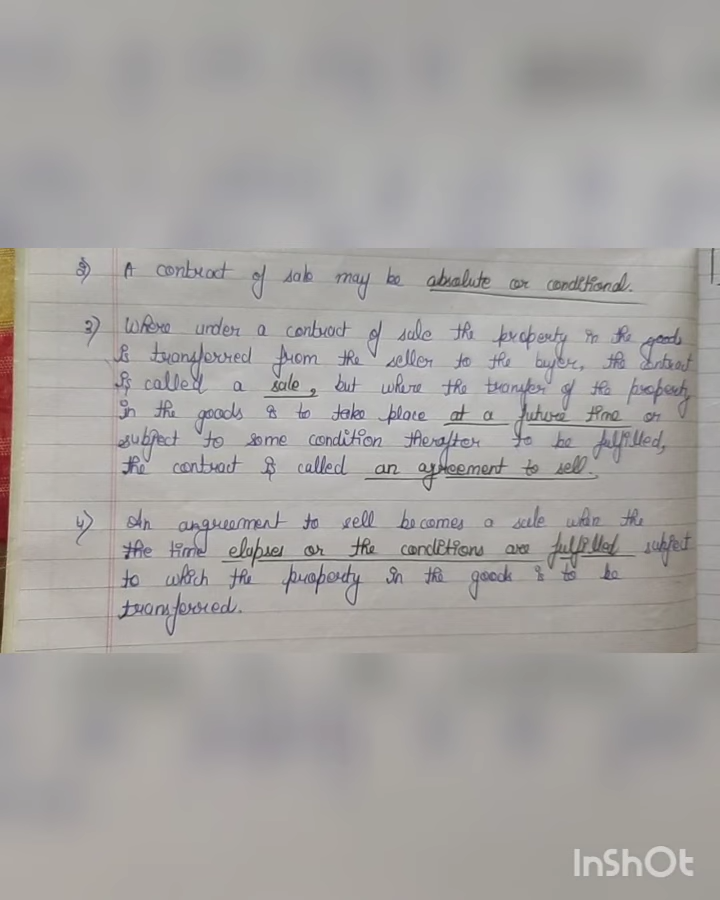 2) A contract of sale may be absolute or conditional.
3) Where under a contract of sale the property in the goods
is transferred from the seller to the buyer, the contract
is called a sale, but where the transfer of the property
in the goods is to take place at a future time or
subject to some condition therafter to be fulfilled,
the contract is called an agreement to sell.
4) An angreement to sell becomes a sale when the
the time elapses or the conditions are fulfilled subject
to which the property in the goods is to be
transferred.
InShOt